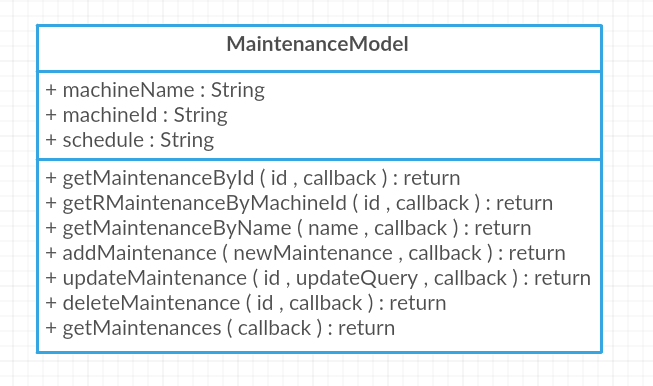 MaintenanceModel
+ machineName : String
+ machineId : String
+ schedule : String
+ getMaintenanceById ( id , callback ) : return
+ getRMaintenanceByMachineId ( id , callback ) : return
+ getMaintenanceByName ( name , callback ) : return
+ addMaintenance ( newMaintenance , callback ) : return
+ updateMaintenance ( id , updateQuery , callback ) : return
+ deleteMaintenance ( id , callback ) : return
+ getMaintenances ( callback ) : return